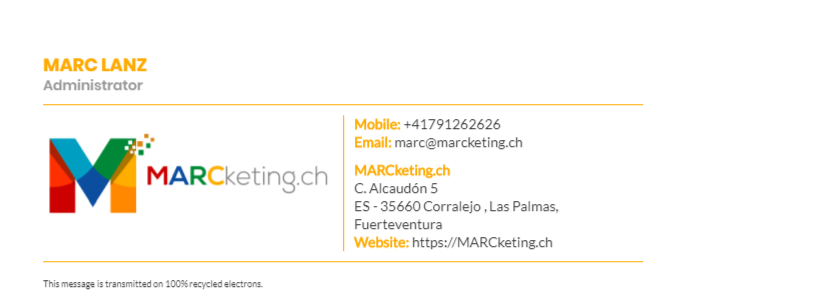 MARC LANZ
Administrator
MARCketing.ch
Mobile: +41791262626
Email: marc@marcketing.ch
MARCketing.ch
C. Alcaudón 5
ES - 35660 Corralejo , Las Palmas,
Fuerteventura
Website: https://MARCketing.ch
This message is transmitted on 100% recycled electrons.